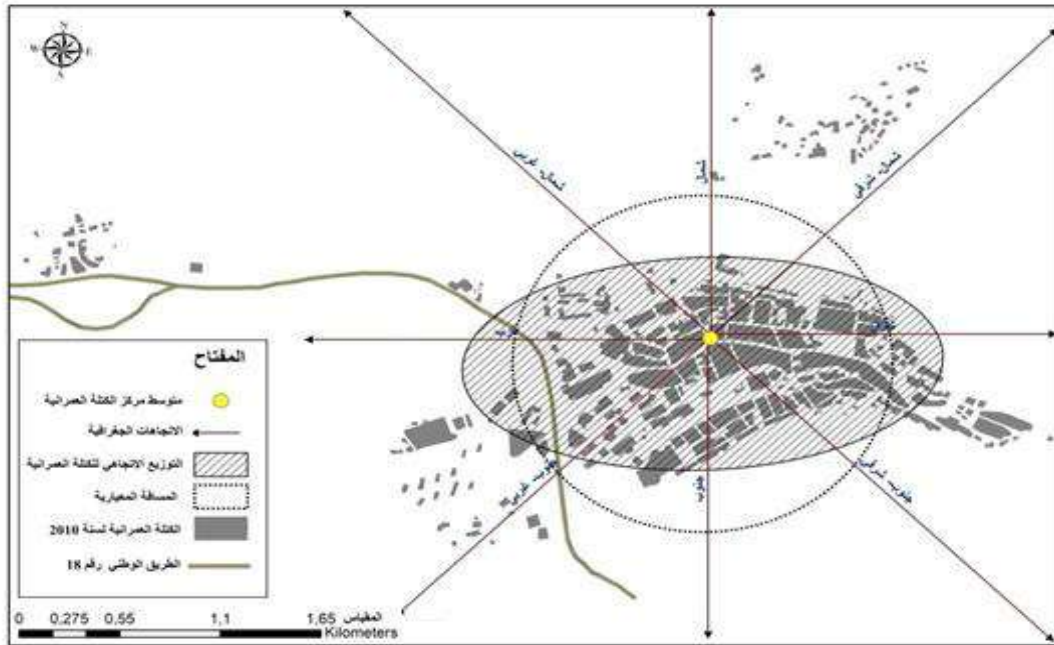 N
W E
S
شمال غربي
شمال
شمال شرقي
غرب
شرق
جنوب غربي
جنوب
جنوب شرقي
المفتاح
متوسط مركز الكتلة العمرانية
الاتجاهات الجغرافية
التوزيع الاتجاهي للكتلة العمرانية
المسافة المعيارية
الكتلة العمرانية لسنة 2010
الطريق الوطني رقم 18
0 0,275 0,55 1,1 1,65 المقياس
Kilometers